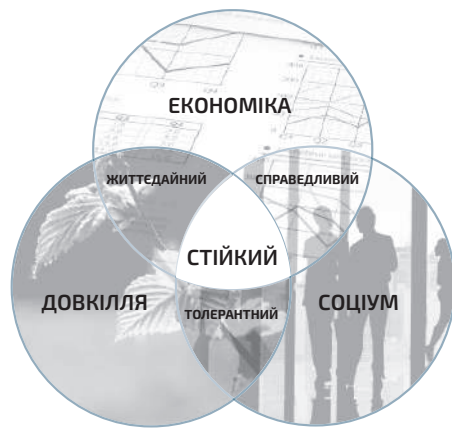 ЕКОНОМІКА
ЖИТТЄДАЙНИЙ
СПРАВЕДЛИВИЙ
СТІЙКИЙ
ДОВКІЛЛЯ
СОЦІУМ
ТОЛЕРАНТНИЙ